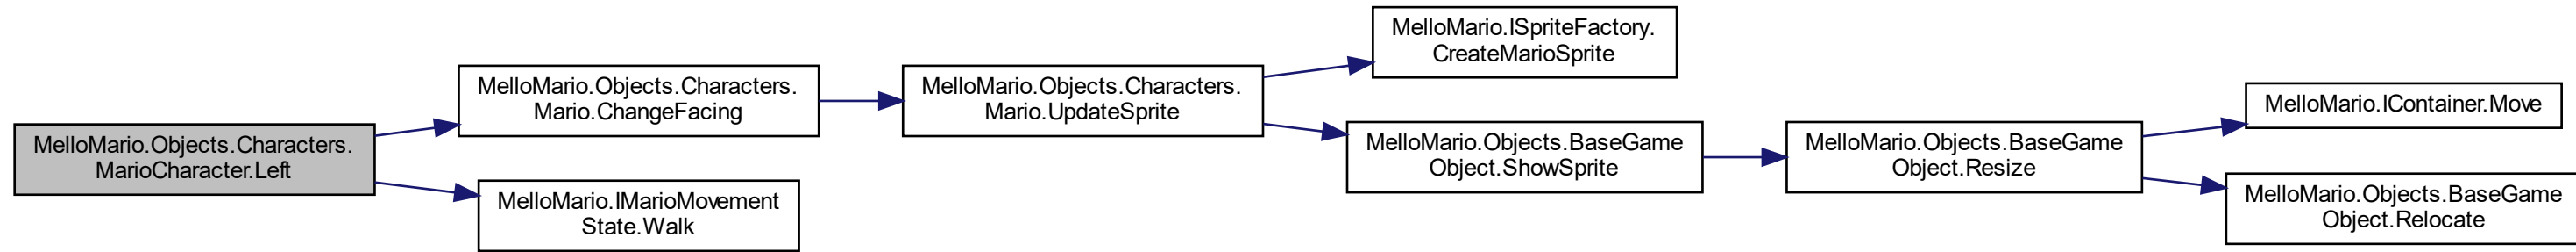 MelloMario.Objects.Characters.
MarioCharacter.Left
MelloMario.Objects.Characters.
Mario.ChangeFacing
MelloMario.IMarioMovement
State.Walk
MelloMario.Objects.Characters.
Mario.UpdateSprite
MelloMario.ISpriteFactory.
CreateMarioSprite
MelloMario.Objects.BaseGame
Object.ShowSprite
MelloMario.Objects.BaseGame
Object.Resize
MelloMario.IContainer.Move
MelloMario.Objects.BaseGame
Object.Relocate